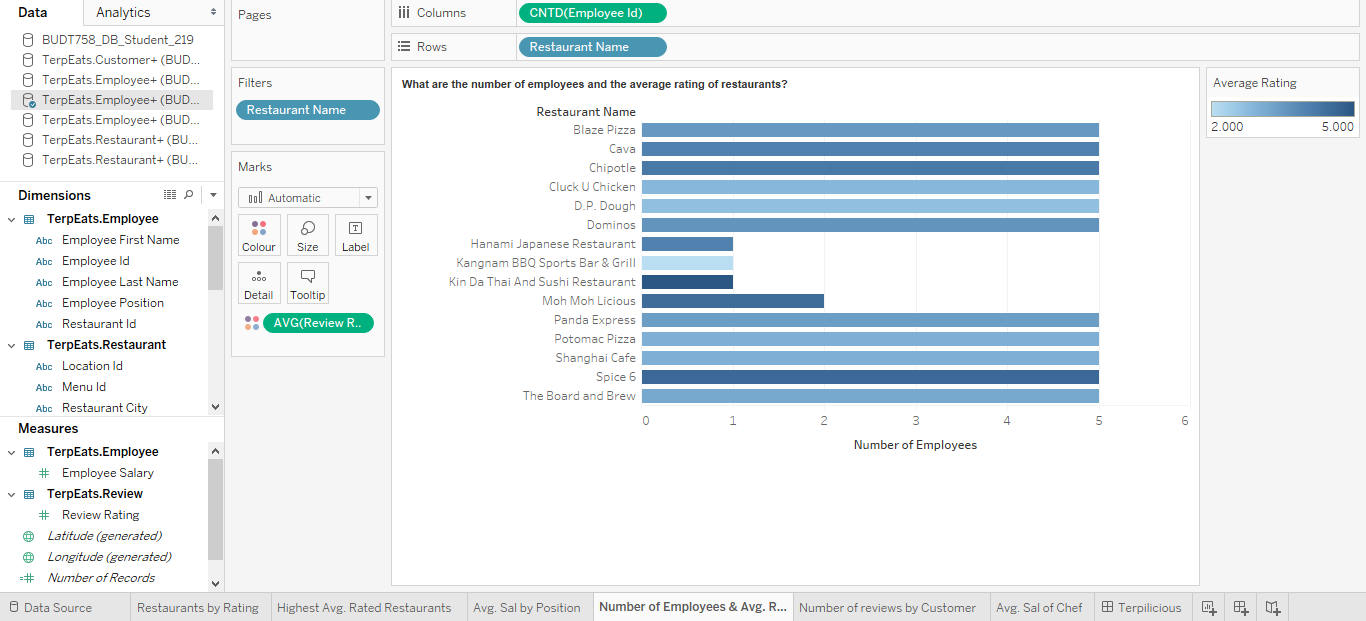 Data
Analytics
BUDT758_DB_Student_219
TerpEats.Customer+ (BUD...
TerpEats.Employee+ (BUD...
TerpEats.Employee+ (BUD...
TerpEats.Employee+ (BUD...
TerpEats.Restaurant+ (BU...
TerpEats.Restaurant+ (BU...
Dimensions
TerpEats.Employee
Abc Employee First Name
Abc Employee Id
Abc Employee Last Name
Abc Employee Position
Abc Restaurant Id
TerpEats.Restaurant
Abc Location Id
Abc Menu Id
Abc Restaurant City
Measures
TerpEats.Employee
# Employee Salary
TerpEats.Review
# Review Rating
Latitude (generated)
Longitude (generated)
=# Number of Records
Pages
Filters
Restaurant Name
Marks
Automatic
Colour Size Label
Detail Tooltip
AVG(Review R..
Columns CNTD(Employee Id)
Rows Restaurant Name
What are the number of employees and the average rating of restaurants?
Restaurant Name
Blaze Pizza
Cava
Chipotle
Cluck U Chicken
D.P. Dough
Dominos
Hanami Japanese Restaurant
Kangnam BBQ Sports Bar & Grill
Kin Da Thai And Sushi Restaurant
Moh Moh Licious
Panda Express
Potomac Pizza
Shanghai Cafe
Spice 6
The Board and Brew
0 1 2 3 4 5 6
Number of Employees
Average Rating
2.000 5.000
Data Source Restaurants by Rating Highest Avg. Rated Restaurants Avg. Sal by Position Number of Employees & Avg. R... Number of reviews by Customer Avg. Sal of Chef Terpilicious